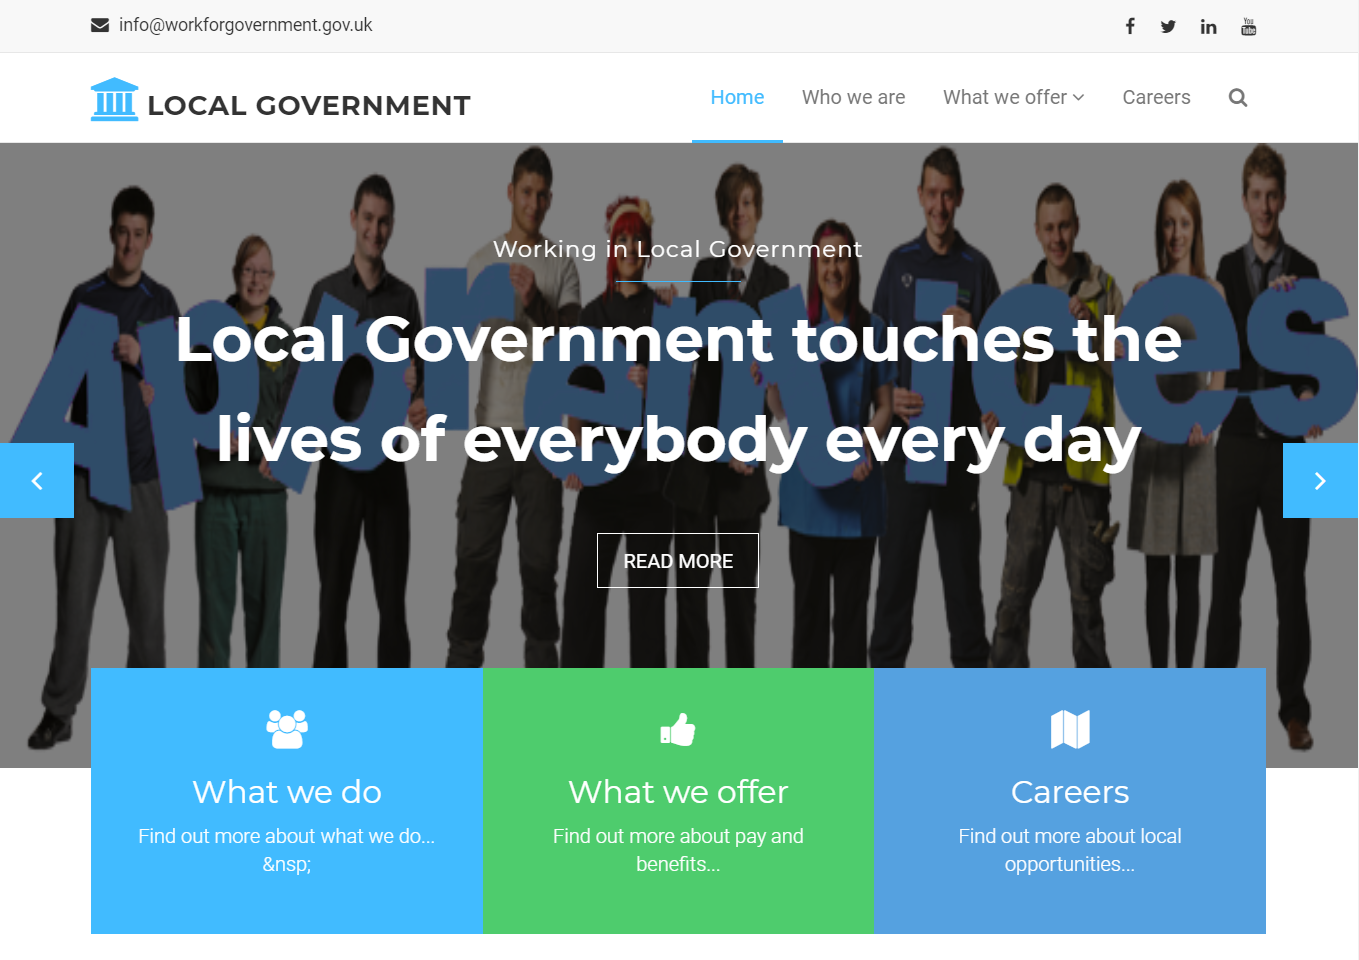 info@workforgovernment.gov.uk
You
Tube
LOCAL GOVERNMENT
Home
Who we are
What we offer
Careers
Apprentices
Working in Local Government
Local Government touches the
lives of everybody every day
READ MORE
What we do
Find out more about what we do...
&nsp;
What we offer
Find out more about pay and
benefits...
Careers
Find out more about local
opportunities...